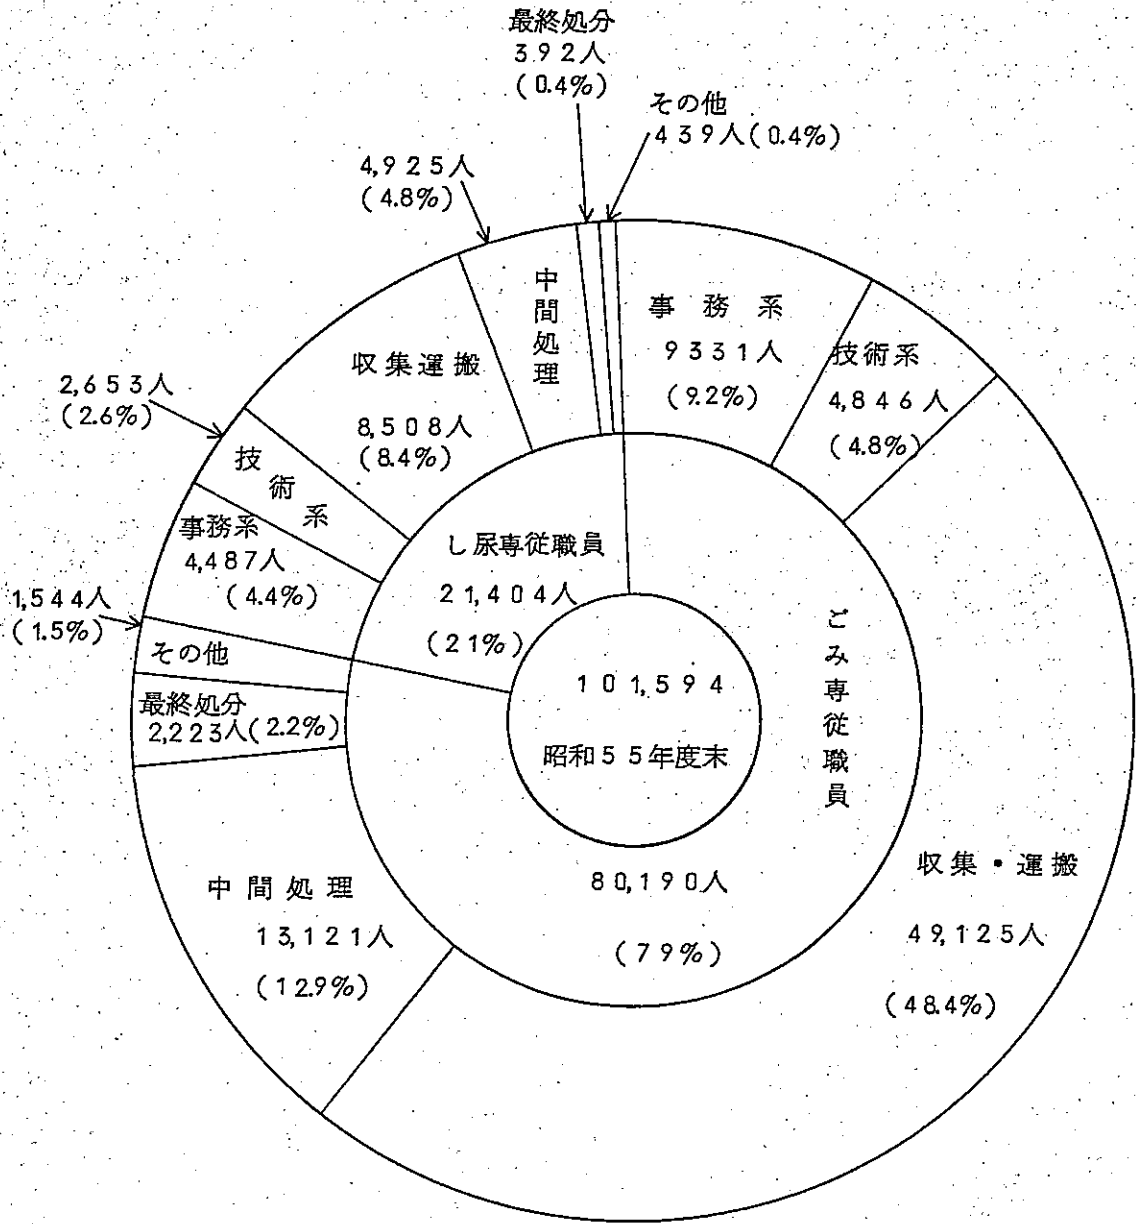 最終処分
392人
(0.4%)
その他
439人(0.4%)
4,925人
(4.8%)
中間処理
事務系
9331人
(9.2%)
技術系
4,846人
(4.8%)
収集運搬
8,508人
(8.4%)
2,653人
(2.6%)
技術系
事務系
4,487人
(4.4%)
1,544人
(1.5%)
その他
最終処分
2,223人(2.2%)
し尿専従職員
21,404人
(21%)
101,594
昭和55年度末
ごみ専従職員
80,190人
(79%)
中間処理
13,121人
(12.9%)
収集・運搬
49,125人
(48.4%)